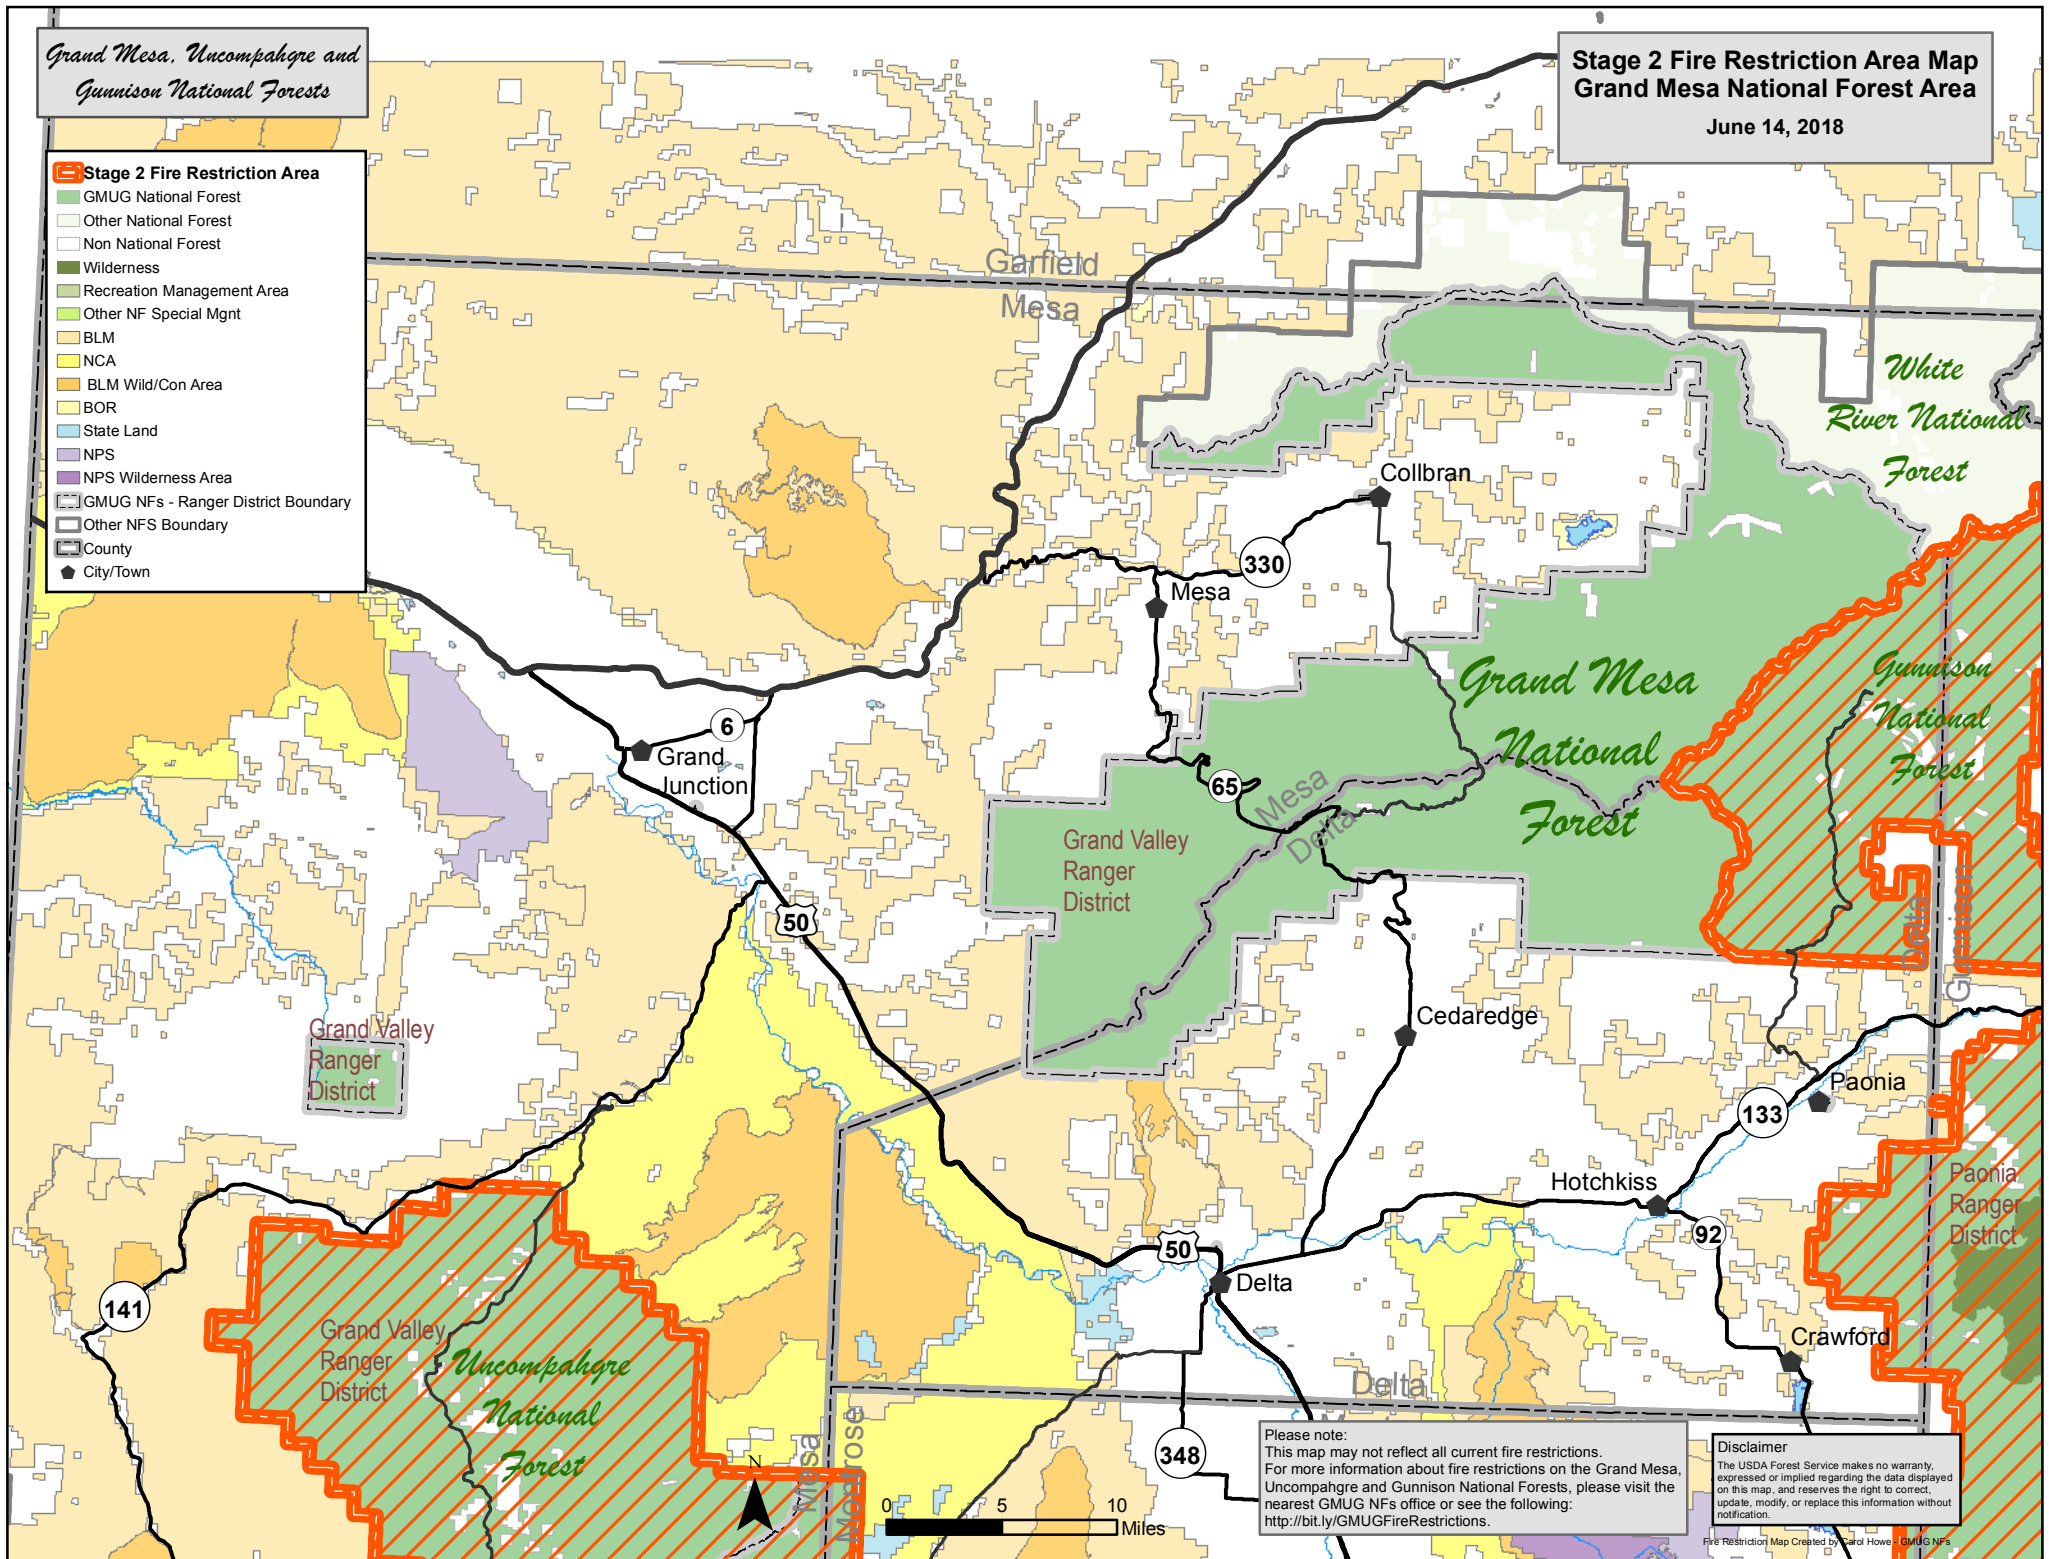 Grand Mesa, Uncompahgre and
Gunnison National Forests
Stage 2 Fire Restriction Area Map
Grand Mesa National Forest Area
June 14, 2018
Stage 2 Fire Restriction Area
GMUG National Forest
Other National Forest
Non National Forest
Wilderness
Recreation Management Area
Other NF Special Mgnt
BLM
NCA
BLM Wild/Con Area
BOR
State Land
NPS
NPS Wilderness Area
GMUG NFs - Ranger District Boundary
Other NFS Boundary
County
City/Town
Garfield
Mesa
White
River National
Forest
Collbran
330
Mesa
Grand Mesa
National
Forest
Gunnison
National
Forest
6
Grand
Junction
65
Mesa
Delta
Grand Valley
Ranger
District
50
Delta
Gunnison
Cedaredge
Grand Valley
Ranger
District
Paonia
133
Paonia
Ranger
District
Hotchkiss
92
50
Delta
141
Crawford
Grand Valley
Ranger
District
Uncompahgre
National
Forest
Delta
Mesa
Montrose
348
N
0 5 10
Miles
Please note:
This map may not reflect all current fire restrictions.
For more information about fire restrictions on the Grand Mesa,
Uncompahgre and Gunnison National Forests, please visit the
nearest GMUG NFs office or see the following:
http://bit.ly/GMUGFireRestrictions.
Disclaimer
The USDA Forest Service makes no warranty,
expressed or implied regarding the data displayed
on this map, and reserves the right to correct,
update, modify, or replace this information without
notification.
Fire Restriction Map Created by Carol Howe - GMUG NFs